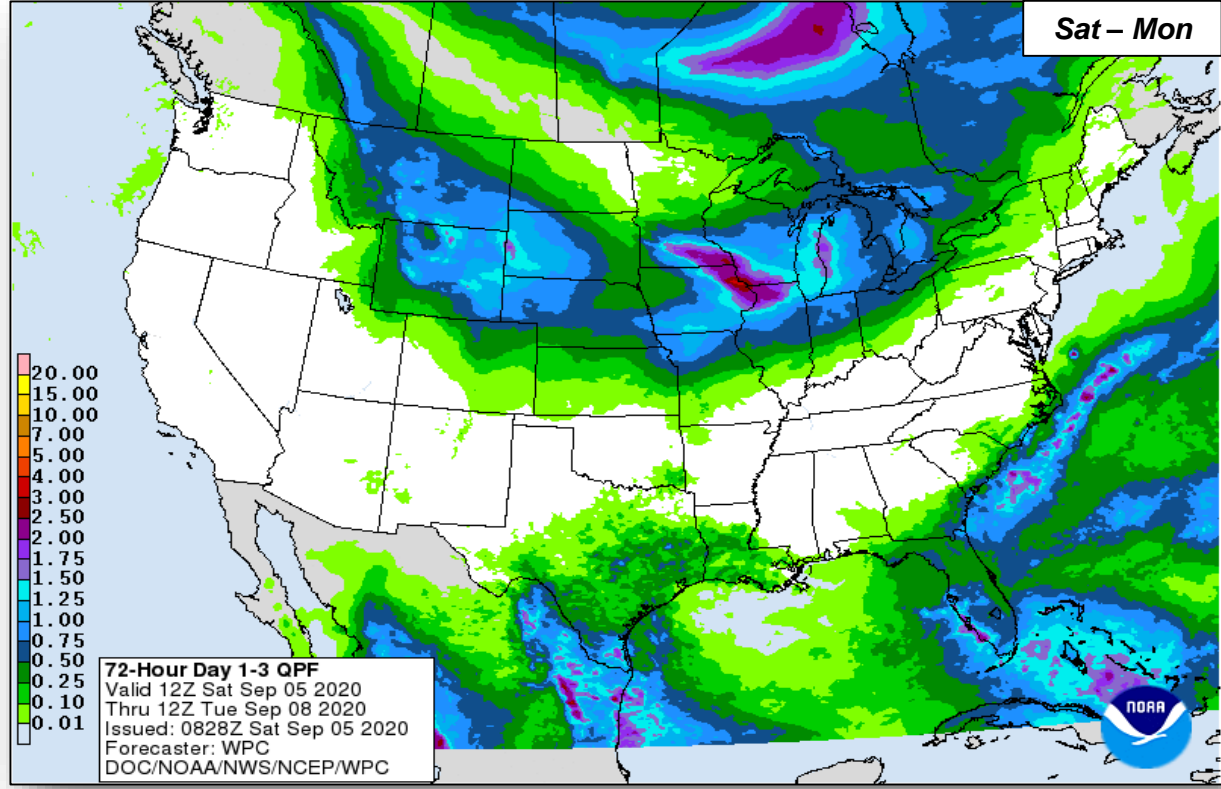 Sat – Mon
20.00
15.00
10.00
7.00
5.00
4.00
3.00
2.50
2.00
1.75
1.50
1.25
1.00
0.75
0.50
0.25
0.10
0.01
72-Hour Day 1-3 QPF
Valid 12Z Sat Sep 05 2020
Thru 12Z Tue Sep 08 2020
Issued: 0828Z Sat Sep 05 2020
Forecaster: WPC
DOC/NOAA/NWS/NCEP/WPC
NOAA